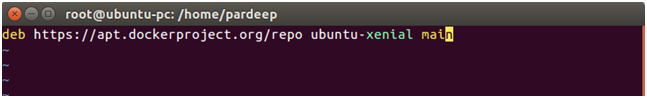 root@ubuntu-pc: /home/pardeep
deb https://apt.dockerproject.org/repo ubuntu-xenial main
~
~
~